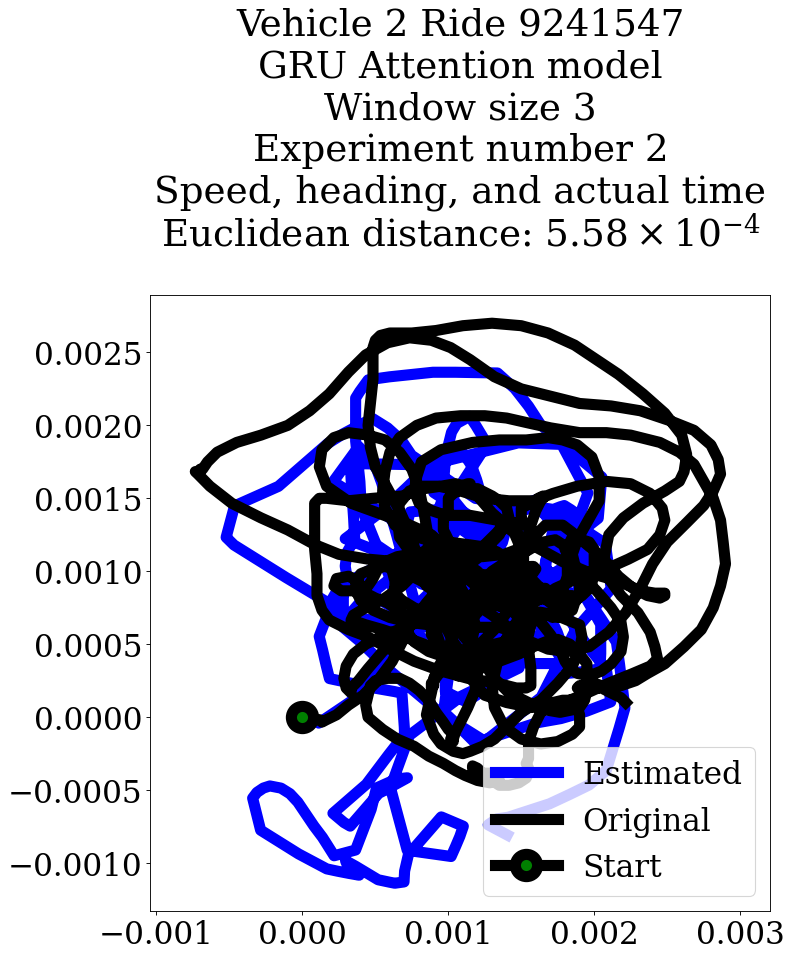 Vehicle 2 Ride 9241547
GRU Attention model
Window size 3
Experiment number 2
Speed, heading, and actual time
Euclidean distance: 5.58 × 10⁻⁴
0.0025
0.0020
0.0015
0.0010
0.0005
0.0000
−0.0005
−0.0010
Estimated
Original
Start
−0.001 0.000 0.001 0.002 0.003